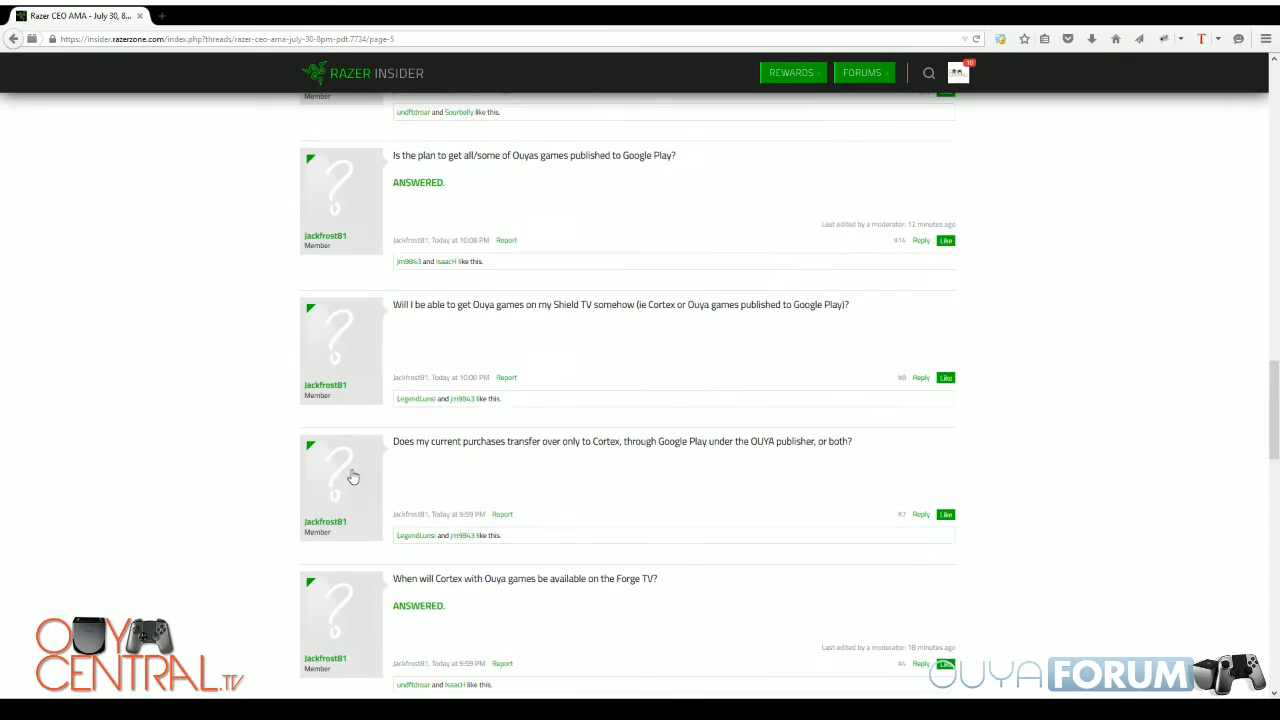 Razer CEO AMA - July 30, 8...
https://insider.razerzone.com/index.php?threads/razer-ceo-ama-july-30-8pm-pdt.7734/page-5
RAZER INSIDER
REWARDS
FORUMS
10
Member
undftdroar and Sourbelly like this.
Is the plan to get all/some of Ouyas games published to Google Play?
ANSWERED.
Last edited by a moderator: 12 minutes ago
Jackfrost81
Member
Jackfrost81, Today at 10:08 PM Report
#14 Reply Like
jm9843 and IsaacH like this.
Will I be able to get Ouya games on my Shield TV somehow (ie Cortex or Ouya games published to Google Play)?
Jackfrost81
Member
Jackfrost81, Today at 10:00 PM Report
#8 Reply Like
LegendLunsi and jm9843 like this.
Does my current purchases transfer over only to Cortex, through Google Play under the OUYA publisher, or both?
Jackfrost81
Member
Jackfrost81, Today at 9:59 PM Report
#7 Reply Like
LegendLunsi and jm9843 like this.
When will Cortex with Ouya games be available on the Forge TV?
ANSWERED.
Last edited by a moderator: 18 minutes ago
Jackfrost81
Member
Jackfrost81, Today at 9:59 PM Report
#4 Reply Like
undftdroar and IsaacH like this.
OUYA
CENTRAL.TV
OUYAFORUM